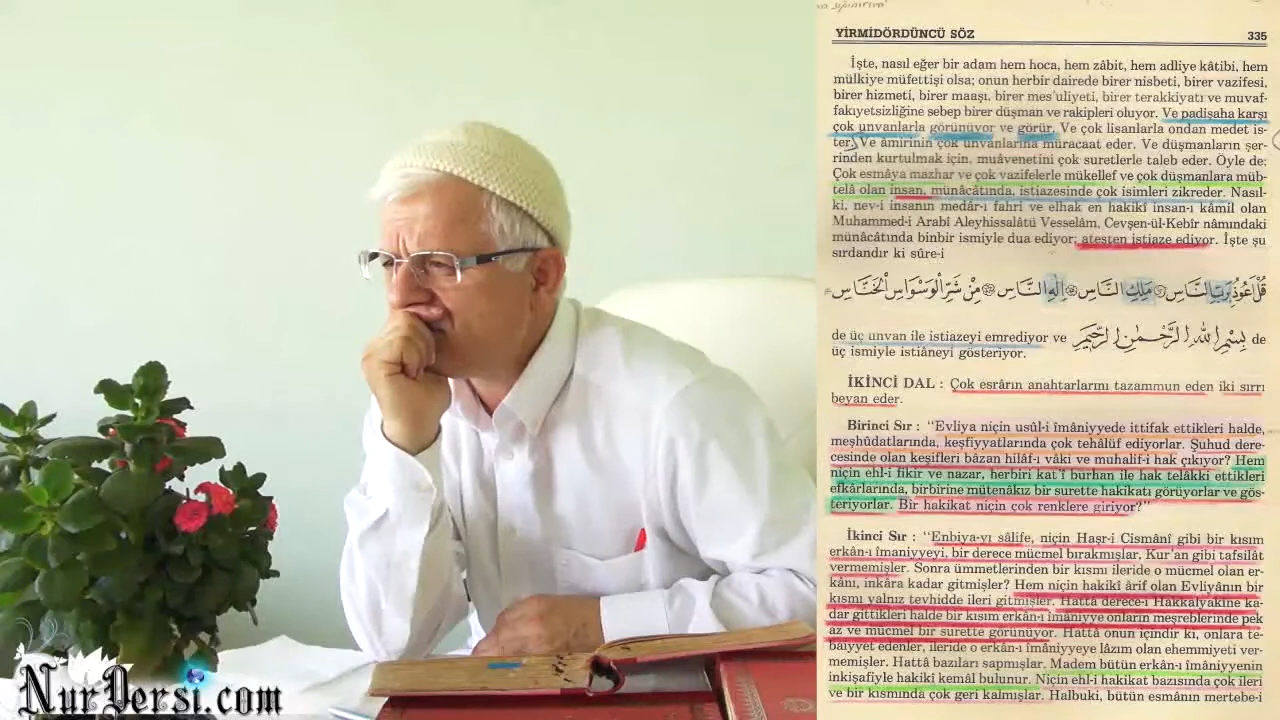 YİRMİDÖRDÜNCÜ SÖZ 335
İşte, nasıl eğer bir adam hem hoca, hem zâbit, hem adliye kâtibi, hem
mülkiye müfettişi olsa; onun herbir dairede birer nisbeti, birer vazifesi,
birer hizmeti, birer maaşı, birer mes'uliyeti, birer terakkiyatı ve muvaf-
fakıyetsizliğine sebep birer düşman ve rakipleri oluyor. Ve padişaha karşı
çok unvanlarla görünüyor ve görür. Ve çok lisanlarla ondan medet is-
ter. Ve âmirinin çok unvanlarına müracaat eder. Ve düşmanların şer-
rinden kurtulmak için, muâvenetini çok suretlerle taleb eder. Öyle de:
Çok esmâya mazhar ve çok vazifelerle mükellef ve çok düşmanlara müb-
telâ olan insan, münâcâtında, istiazesinde çok isimleri zikreder. Nasıl-
ki, nev-i insanın medâr-ı fahri ve elhak en hakikî insan-ı kâmil olan
Muhammed-i Arabî Aleyhissalâtü Vesselâm, Cevşen-ül-Kebîr nâmındaki
münâcâtında binbir ismiyle dua ediyor; ateşten istiaze ediyor. İşte şu
sırdandır ki sûre-i
قُلْ اَعُوذُ بِرَبِّ النَّاسِ ❁ مَلِكِ النَّاسِ ❁ اِلٰهِ النَّاسِ ❁ مِنْ شَرِّ الْوَسْوَاسِ الْخَنَّاسِ
de üç unvan ile istiazeyi emrediyor ve بِسْمِ اللّٰهِ الرَّحْمٰنِ الرَّحِيمِ de
üç ismiyle istiâneyi gösteriyor.
İKİNCİ DAL : Çok esrârın anahtarlarını tazammun eden iki sırrı
beyan eder.
Birinci Sır : "Evliya niçin usûl-i îmâniyyede ittifak ettikleri halde,
meşhûdatlarında, keşfiyyatlarında çok tehâlüf ediyorlar. Şuhud dere-
cesinde olan keşifleri bâzan hilâf-ı vâki ve muhalif-i hak çıkıyor? Hem
niçin ehl-i fikir ve nazar, herbiri kat'î burhan ile hak telâkki ettikleri
efkârlarında, birbirine mütenâkız bir surette hakikatı görüyorlar ve gös-
teriyorlar. Bir hakikat niçin çok renklere giriyor?"
İkinci Sır : "Enbiya-yı sâlife, niçin Haşr-i Cismânî gibi bir kısım
erkân-ı îmaniyyeyi, bir derece mücmel bırakmışlar, Kur'an gibi tafsilât
vermemişler. Sonra ümmetlerinden bir kısmı ileride o mücmel olan er-
kânı, inkâra kadar gitmişler? Hem niçin hakikî ârif olan Evliyânın bir
kısmı yalnız tevhidde ileri gitmişler. Hattâ derece-i Hakkalyakîne ka-
dar gittikleri halde bir kısım erkân-ı îmâniyye onların meşreblerinde pek
az ve mücmel bir surette görünüyor. Hattâ onun içindir ki, onlara te-
baiyyet edenler, ileride o erkân-ı îmâniyyeye lâzım olan ehemmiyeti ver-
memişler. Hattâ bazıları sapmışlar. Madem bütün erkân-ı îmâniyyenin
inkişafiyle hakikî kemâl bulunur. Niçin ehl-i hakikat bazısında çok ileri
ve bir kısmında çok geri kalmışlar. Halbuki, bütün esmânın mertebe-i
NurDersi.com